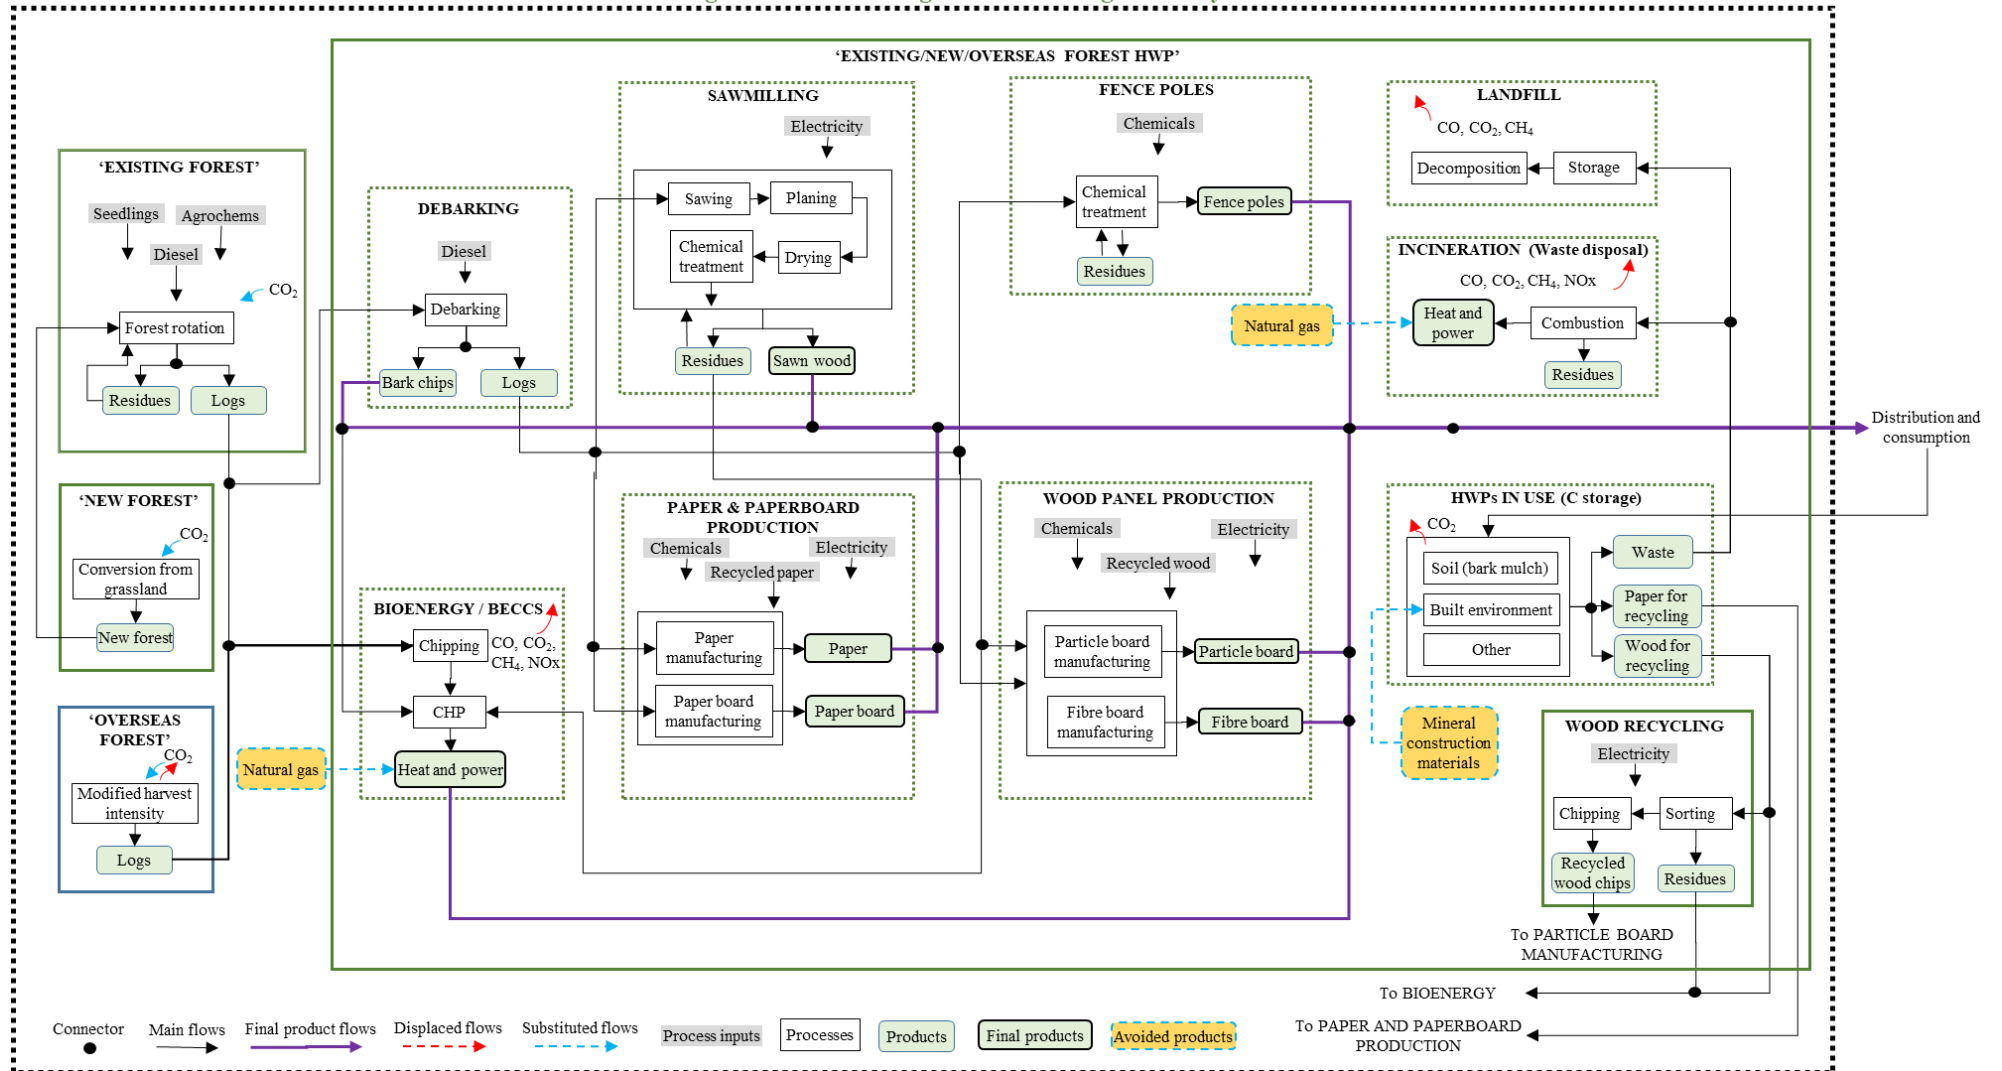 ‘EXISTING/NEW/OVERSEAS FOREST HWP’
‘EXISTING FOREST’
Seedlings
Agrochems
Diesel
CO2
Forest rotation
Residues
Logs
‘NEW FOREST’
CO2
Conversion from
grassland
New forest
‘OVERSEAS
FOREST’
CO2
Modified harvest
intensity
Logs
DEBARKING
Diesel
Debarking
Bark chips
Logs
SAWMILLING
Electricity
Sawing
Planing
Chemical
treatment
Drying
Residues
Sawn wood
FENCE POLES
Chemicals
Chemical
treatment
Fence poles
Residues
LANDFILL
CO, CO2, CH4
Decomposition
Storage
INCINERATION (Waste disposal)
CO, CO2, CH4, NOx
Natural gas
Heat and
power
Combustion
Residues
Distribution and
consumption
BIOENERGY / BECCS
Chipping
CO, CO2,
CH4, NOx
CHP
Natural gas
Heat and power
PAPER & PAPERBOARD
PRODUCTION
Chemicals
Electricity
Recycled paper
Paper
manufacturing
Paper
Paper board
manufacturing
Paper board
WOOD PANEL PRODUCTION
Chemicals
Electricity
Recycled wood
Particle board
manufacturing
Particle board
Fibre board
manufacturing
Fibre board
HWPs IN USE (C storage)
CO2
Soil (bark mulch)
Built environment
Other
Waste
Paper for
recycling
Wood for
recycling
Mineral
construction
materials
WOOD RECYCLING
Electricity
Chipping
Sorting
Recycled
wood chips
Residues
To PARTICLE BOARD
MANUFACTURING
To BIOENERGY
To PAPER AND PAPERBOARD
PRODUCTION
Connector
Main flows
Final product flows
Displaced flows
Substituted flows
Process inputs
Processes
Products
Final products
Avoided products